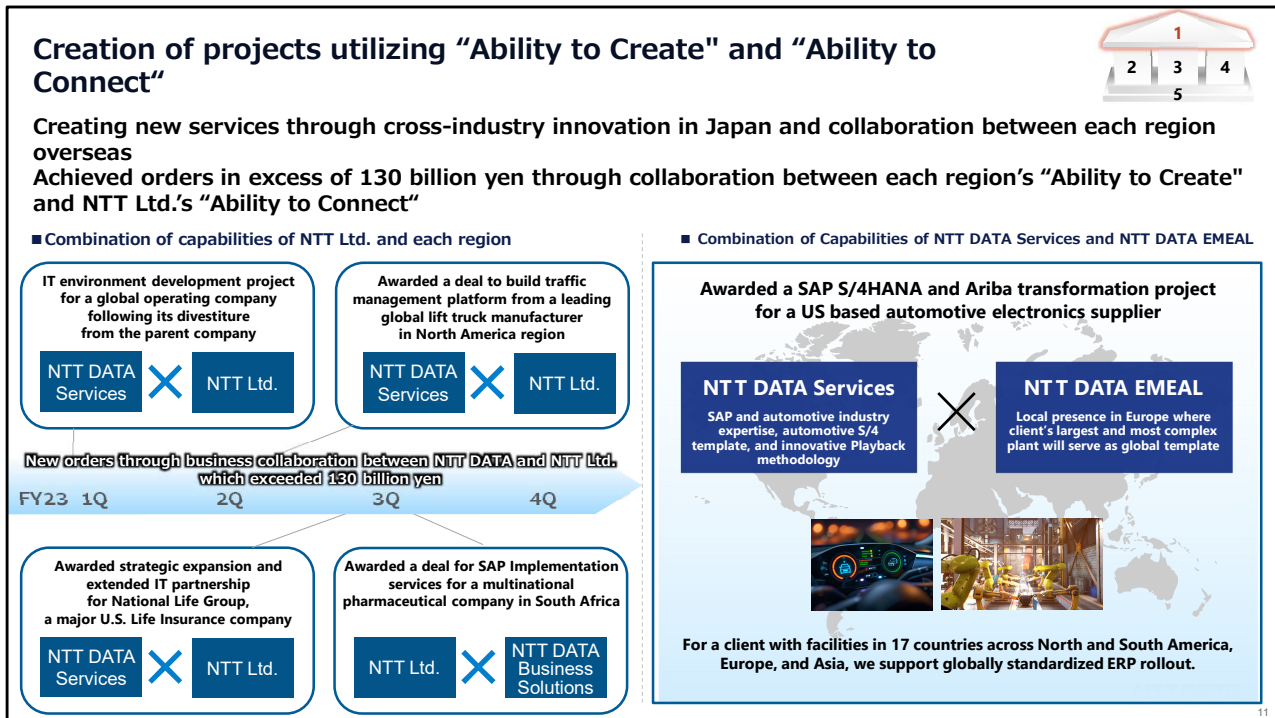 Creation of projects utilizing “Ability to Create" and “Ability to
Connect“
1
2 3 4
5
Creating new services through cross-industry innovation in Japan and collaboration between each region
overseas
Achieved orders in excess of 130 billion yen through collaboration between each region’s “Ability to Create"
and NTT Ltd.’s “Ability to Connect“
■Combination of capabilities of NTT Ltd. and each region
IT environment development project
for a global operating company
following its divestiture
from the parent company
NTT DATA
Services
NTT Ltd.
Awarded a deal to build traffic
management platform from a leading
global lift truck manufacturer
in North America region
NTT DATA
Services
NTT Ltd.
New orders through business collaboration between NTT DATA and NTT Ltd.
which exceeded 130 billion yen
FY23 1Q 2Q 3Q 4Q
Awarded strategic expansion and
extended IT partnership
for National Life Group,
a major U.S. Life Insurance company
NTT DATA
Services
NTT Ltd.
Awarded a deal for SAP Implementation
services for a multinational
pharmaceutical company in South Africa
NTT Ltd.
NTT DATA
Business
Solutions
■ Combination of Capabilities of NTT DATA Services and NTT DATA EMEAL
Awarded a SAP S/4HANA and Ariba transformation project
for a US based automotive electronics supplier
NTT DATA Services
SAP and automotive industry
expertise, automotive S/4
template, and innovative Playback
methodology
NTT DATA EMEAL
Local presence in Europe where
client’s largest and most complex
plant will serve as global template
For a client with facilities in 17 countries across North and South America,
Europe, and Asia, we support globally standardized ERP rollout.
11